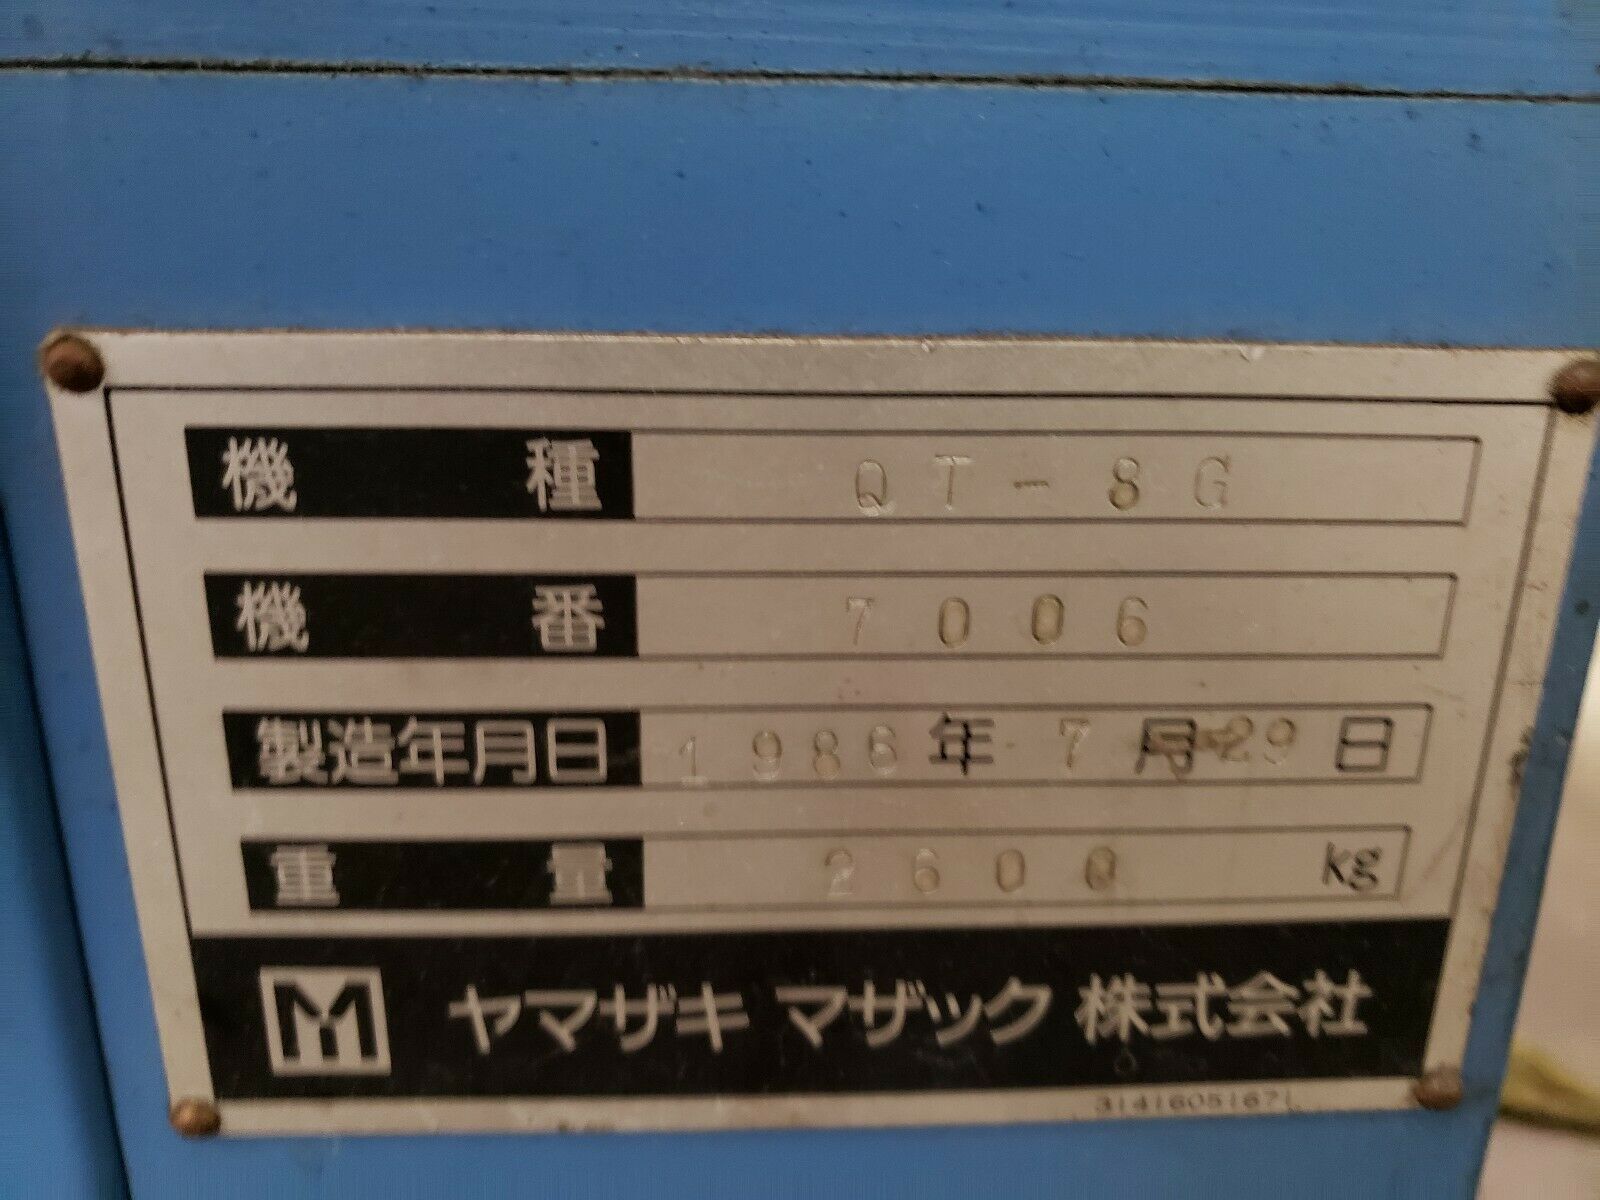 機種 QT-8G
機番 7006
製造年月日 1986年 7月 29日
重量 2600 kg
ヤマザキ マザック 株式会社
31416051671